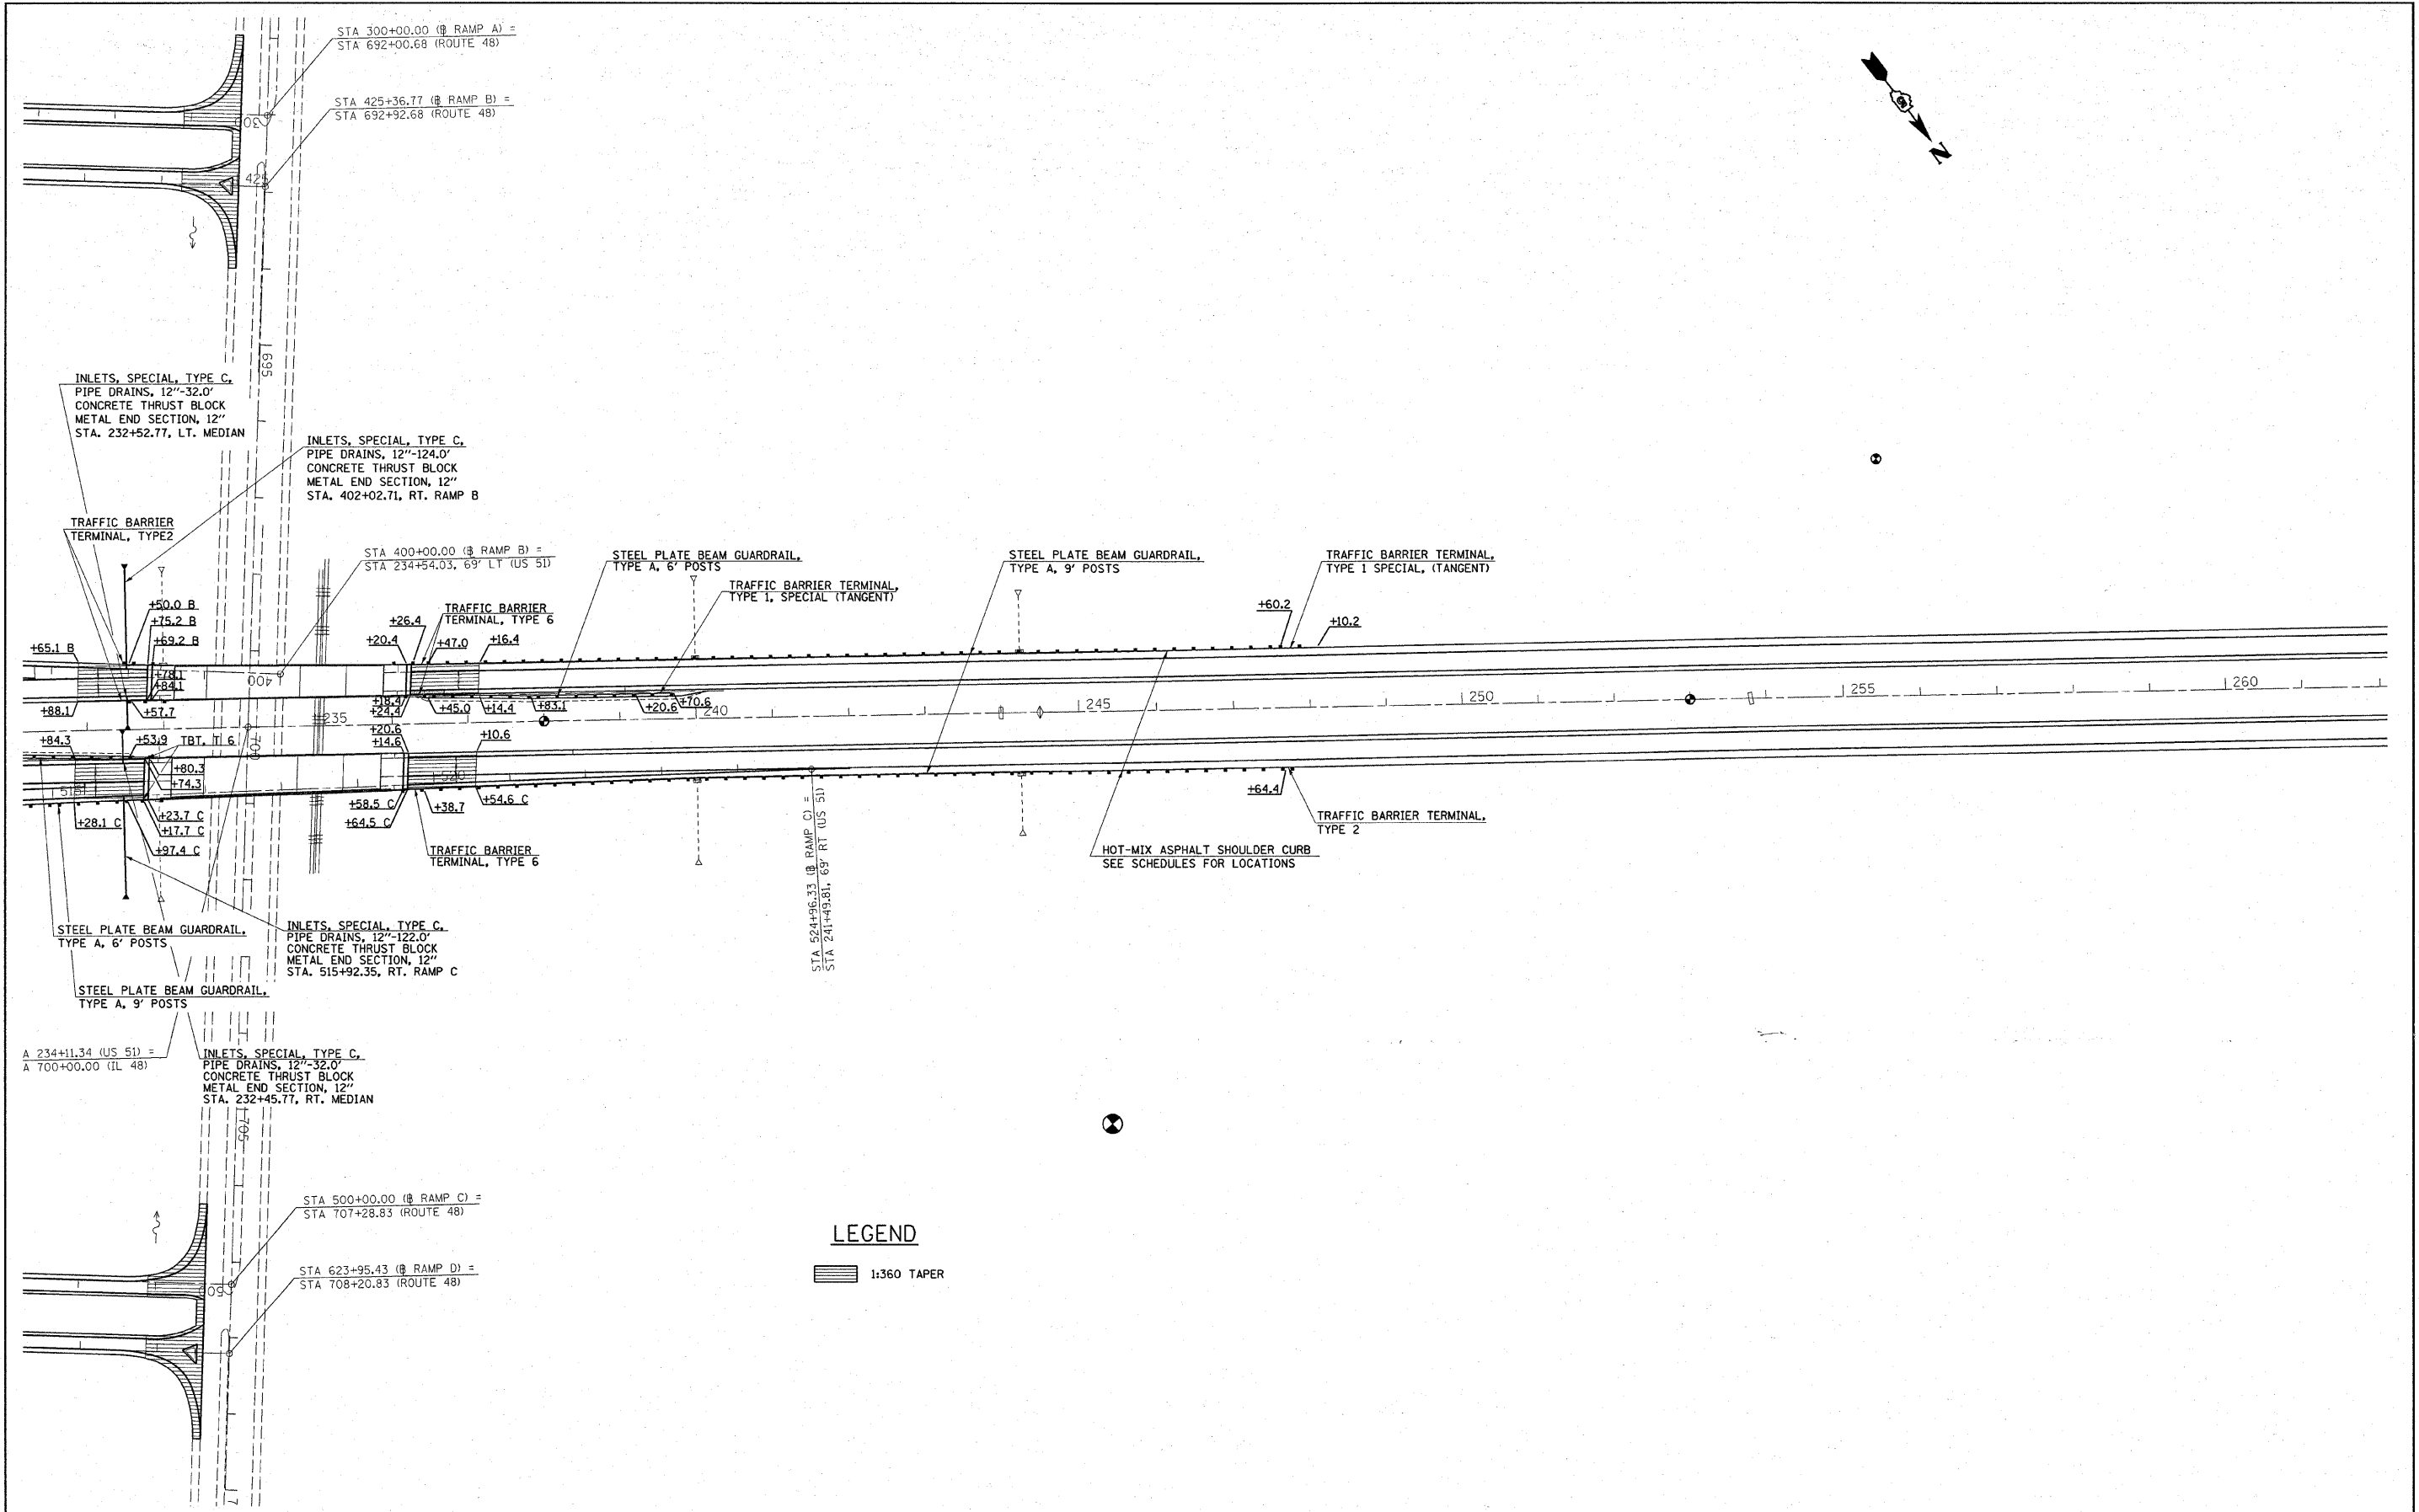 STA 300+00.00 (B RAMP A) =
STA 692+00.68 (ROUTE 48)
STA 425+36.77 (B RAMP B) =
STA 692+92.68 (ROUTE 48)
N
300
425
695
INLETS, SPECIAL, TYPE C,
PIPE DRAINS, 12"-32.0'
CONCRETE THRUST BLOCK
METAL END SECTION, 12"
STA. 232+52.77, LT. MEDIAN
INLETS, SPECIAL, TYPE C,
PIPE DRAINS, 12"-124.0'
CONCRETE THRUST BLOCK
METAL END SECTION, 12"
STA. 402+02.71, RT. RAMP B
TRAFFIC BARRIER
TERMINAL, TYPE2
STA 400+00.00 (B RAMP B) =
STA 234+54.03, 69' LT (US 51)
STEEL PLATE BEAM GUARDRAIL,
TYPE A, 6' POSTS
TRAFFIC BARRIER TERMINAL,
TYPE 1, SPECIAL (TANGENT)
STEEL PLATE BEAM GUARDRAIL,
TYPE A, 9' POSTS
TRAFFIC BARRIER TERMINAL,
TYPE 1 SPECIAL, (TANGENT)
TRAFFIC BARRIER
TERMINAL, TYPE 6
+50.0 B
+75.2 B
+69.2 B
+65.1 B
+26.4
+20.4
+47.0
+16.4
+60.2
+10.2
+78.1
+84.1
400
+88.1
+57.7
+18.4
+24.4
+45.0
+14.4
+83.1
+20.6
+70.6
235
240
245
250
255
260
+84.3
+53.9
TBT, T 6
700
+20.6
+14.6
+10.6
+80.3
+74.3
515
520
+28.1 C
+23.7 C
+17.7 C
+97.4 C
+58.5 C
+64.5 C
+38.7
+54.6 C
+64.4
TRAFFIC BARRIER
TERMINAL, TYPE 6
STA 524+96.33 (B RAMP C) =
STA 241+49.81, 69' RT (US 51)
TRAFFIC BARRIER TERMINAL,
TYPE 2
HOT-MIX ASPHALT SHOULDER CURB
SEE SCHEDULES FOR LOCATIONS
STEEL PLATE BEAM GUARDRAIL,
TYPE A, 6' POSTS
INLETS, SPECIAL, TYPE C,
PIPE DRAINS, 12"-122.0'
CONCRETE THRUST BLOCK
METAL END SECTION, 12"
STA. 515+92.35, RT. RAMP C
STEEL PLATE BEAM GUARDRAIL,
TYPE A, 9' POSTS
A 234+11.34 (US 51) =
A 700+00.00 (IL 48)
INLETS, SPECIAL, TYPE C,
PIPE DRAINS, 12"-32.0'
CONCRETE THRUST BLOCK
METAL END SECTION, 12"
STA. 232+45.77, RT. MEDIAN
705
STA 500+00.00 (B RAMP C) =
STA 707+28.83 (ROUTE 48)
500
STA 623+95.43 (B RAMP D) =
STA 708+20.83 (ROUTE 48)
LEGEND
1:360 TAPER